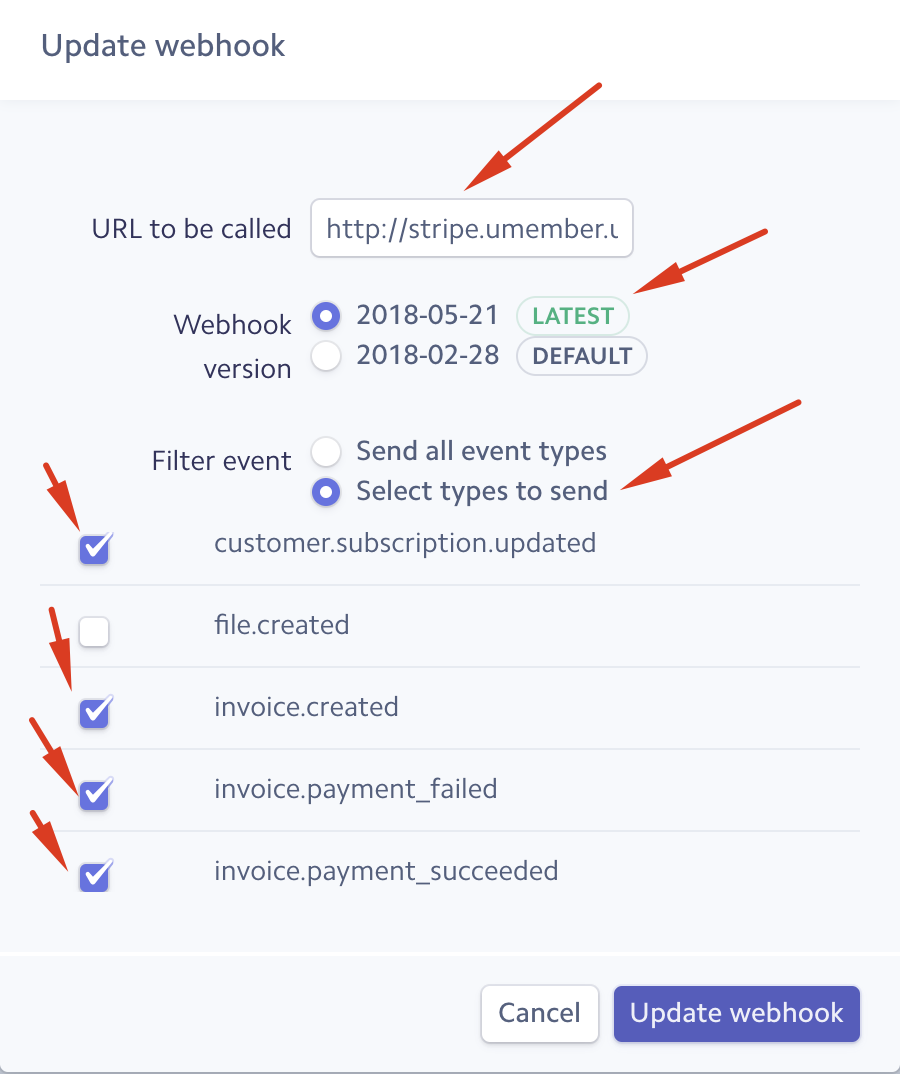 Update webhook
URL to be called
http://stripe.umember.u
Webhook version
2018-05-21 LATEST
2018-02-28 DEFAULT
Filter event
Send all event types
Select types to send
customer.subscription.updated
file.created
invoice.created
invoice.payment_failed
invoice.payment_succeeded
Cancel
Update webhook